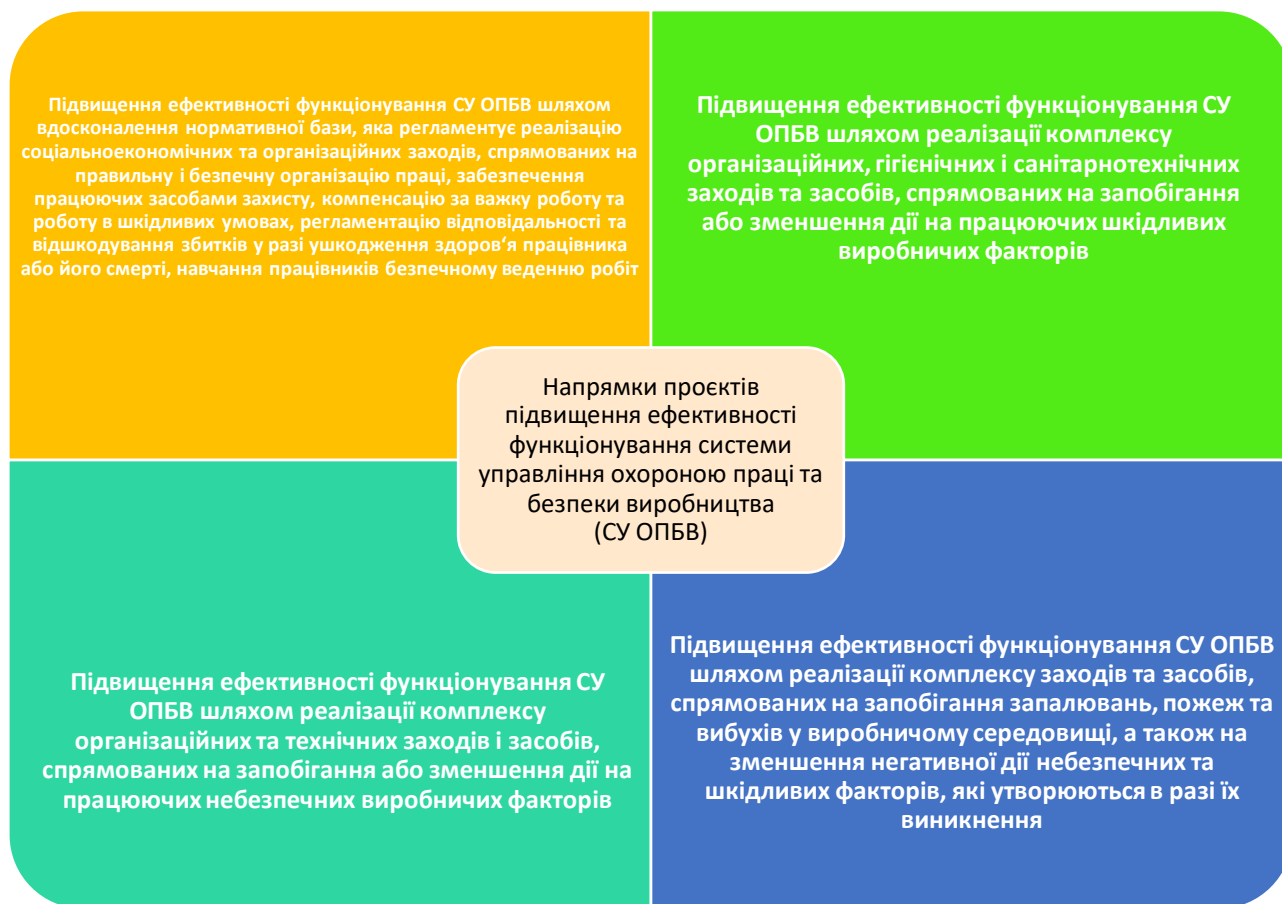 Підвищення ефективності функціонування СУ ОПБВ шляхом
вдосконалення нормативної бази, яка регламентує реалізацію
соціальноекономічних та організаційних заходів, спрямованих на
правильну і безпечну організацію праці, забезпечення
працюючих засобами захисту, компенсацію за важку роботу та
роботу в шкідливих умовах, регламентацію відповідальності та
відшкодування збитків у разі ушкодження здоров‘я працівника
або його смерті, навчання працівників безпечному веденню робіт
Підвищення ефективності функціонування СУ
ОПБВ шляхом реалізації комплексу
організаційних, гігієнічних і санітарнотехнічних
заходів та засобів, спрямованих на запобігання
або зменшення дії на працюючих шкідливих
виробничих факторів
Напрямки проєктів
підвищення ефективності
функціонування системи
управління охороною праці та
безпеки виробництва
(СУ ОПБВ)
Підвищення ефективності функціонування СУ
ОПБВ шляхом реалізації комплексу
організаційних та технічних заходів і засобів,
спрямованих на запобігання або зменшення дії на
працюючих небезпечних виробничих факторів
Підвищення ефективності функціонування СУ ОПБВ
шляхом реалізації комплексу заходів та засобів,
спрямованих на запобігання запалювань, пожеж та
вибухів у виробничому середовищі, а також на
зменшення негативної дії небезпечних та
шкідливих факторів, які утворюються в разі їх
виникнення